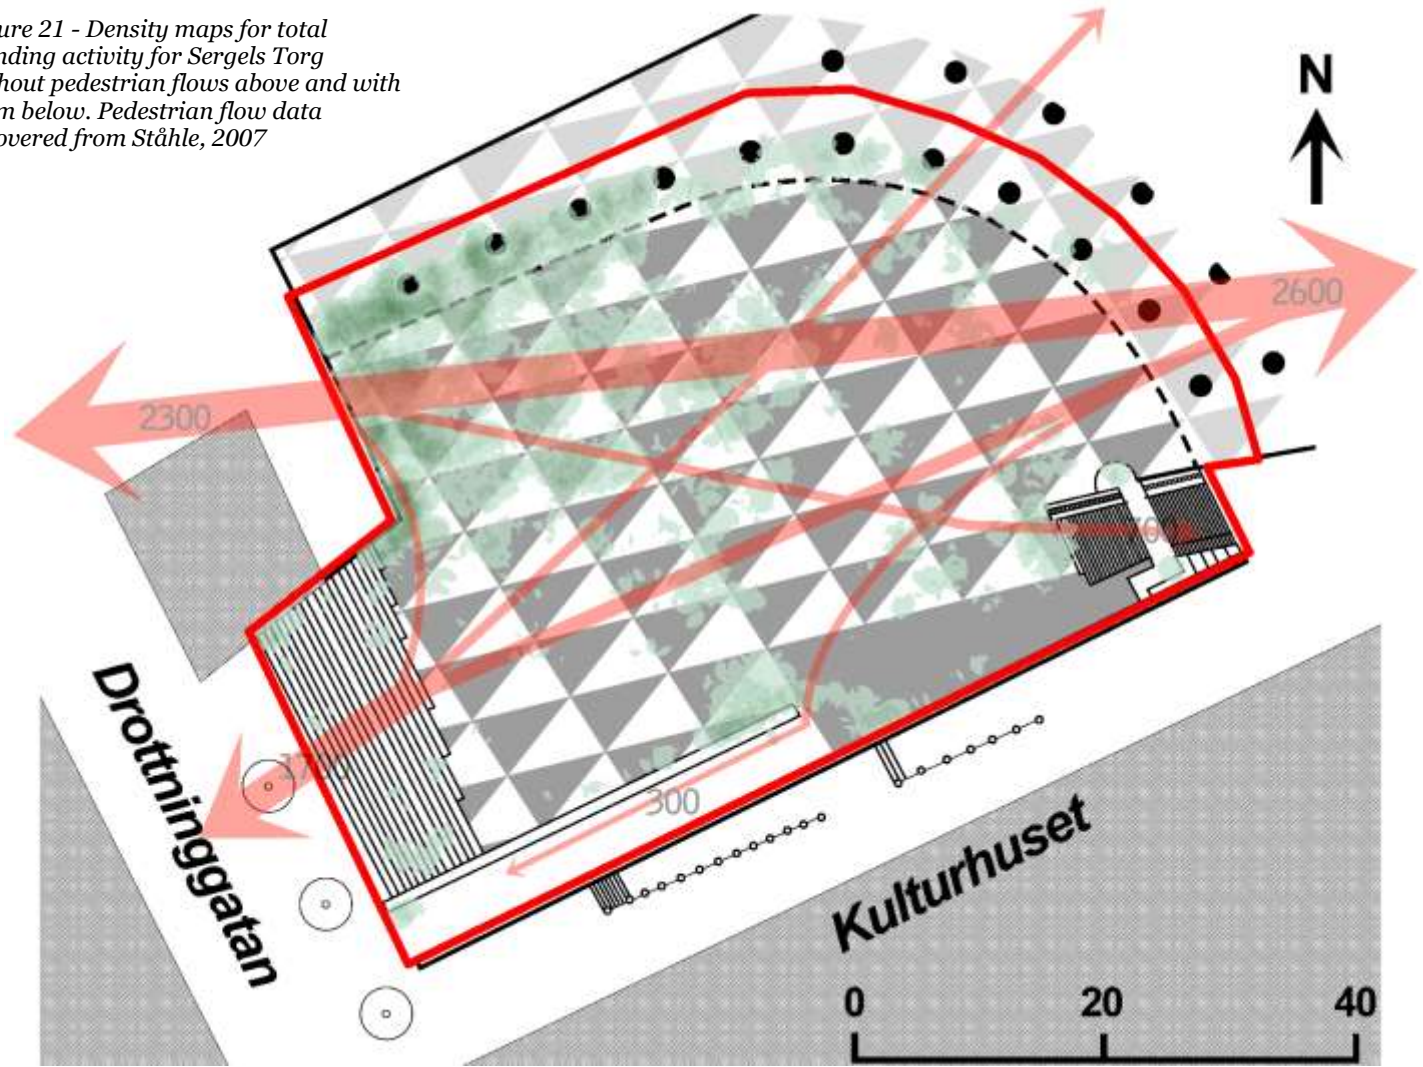 ure 21 - Density maps for total
nding activity for Sergels Torg
hout pedestrian flows above and with
m below. Pedestrian flow data
overed from Ståhle, 2007
N
2600
2300
300
Drottninggatan
Kulturhuset
0 20 40